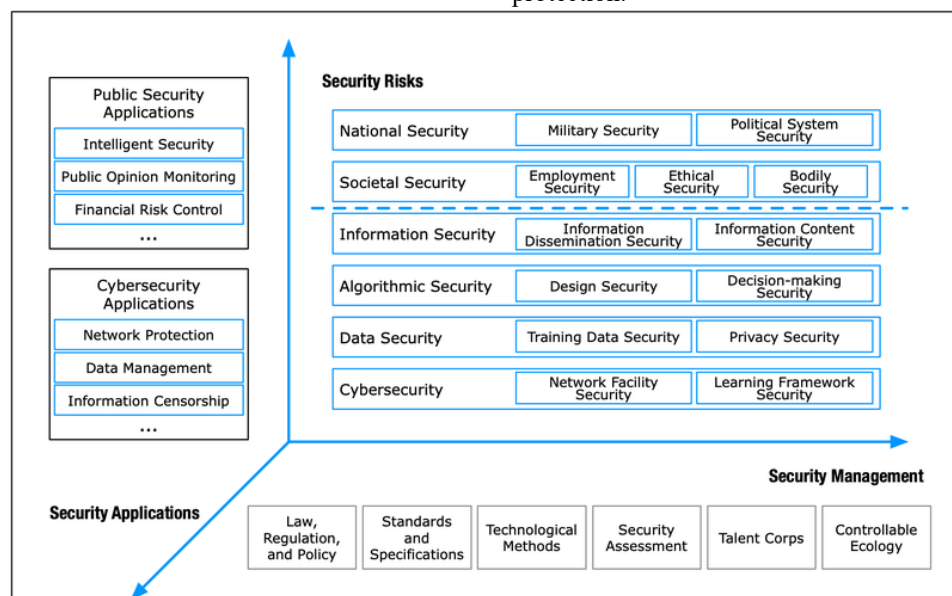 protection.
Security Risks
Public Security
Applications
Intelligent Security
Public Opinion Monitoring
Financial Risk Control
...
Cybersecurity
Applications
Network Protection
Data Management
Information Censorship
...
National Security
Military Security
Political System
Security
Societal Security
Employment
Security
Ethical
Security
Bodily
Security
Information Security
Information
Dissemination Security
Information Content
Security
Algorithmic Security
Design Security
Decision-making
Security
Data Security
Training Data Security
Privacy Security
Cybersecurity
Network Facility
Security
Learning Framework
Security
Security Management
Security Applications
Law,
Regulation,
and Policy
Standards
and
Specifications
Technological
Methods
Security
Assessment
Talent Corps
Controllable
Ecology